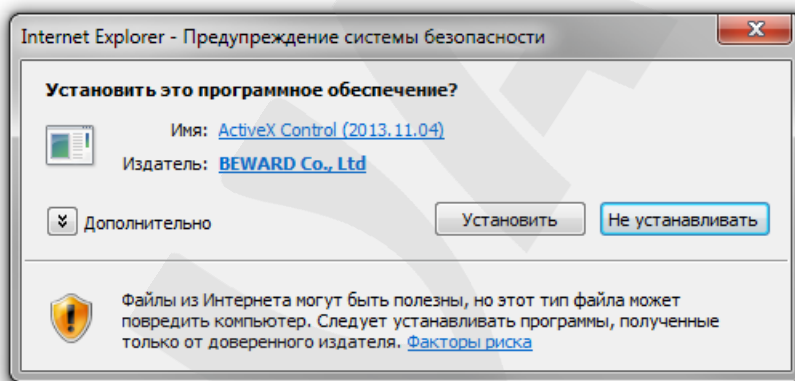 Internet Explorer - Предупреждение системы безопасности
Установить это программное обеспечение?
Имя: ActiveX Control (2013.11.04)
Издатель: BEWARD Co., Ltd
Дополнительно
Установить
Не устанавливать
Файлы из Интернета могут быть полезны, но этот тип файла может
повредить компьютер. Следует устанавливать программы, полученные
только от доверенного издателя. Факторы риска